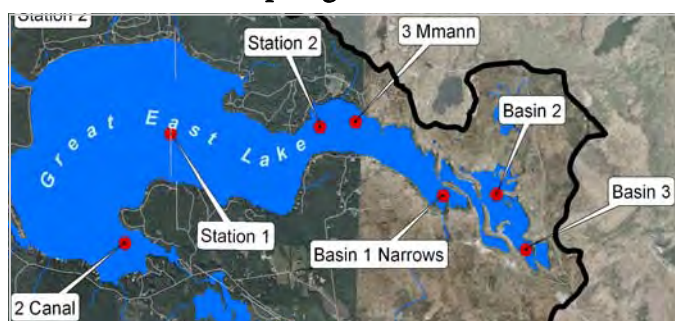 Station 2
Station 2
3 Mmann
Great East Lake
Basin 2
Basin 3
Station 1
Basin 1 Narrows
2 Canal